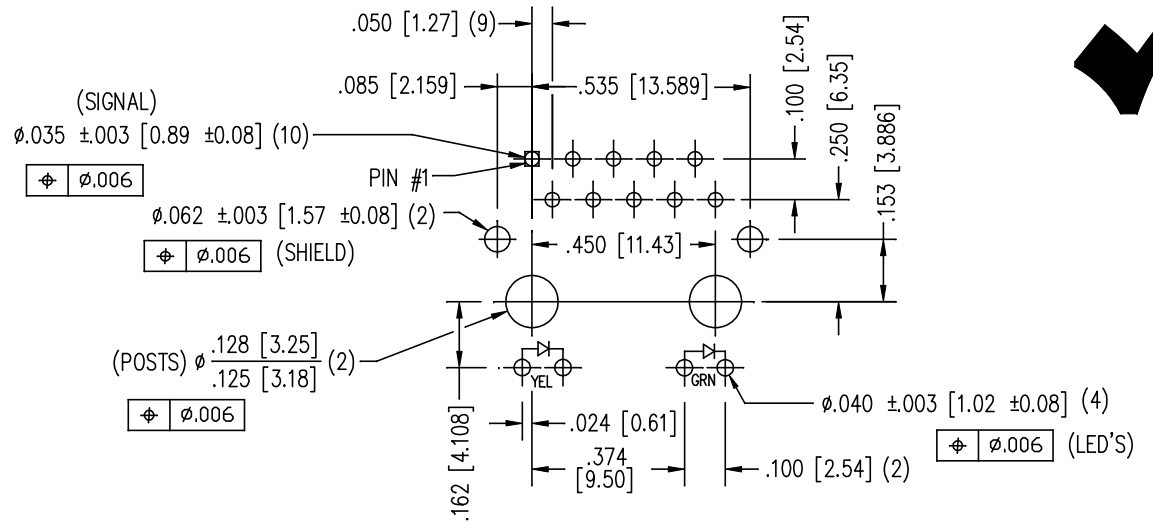 .050 [1.27] (9)
.085 [2.159]
.535 [13.589]
.100 [2.54]
.250 [6.35]
.153 [3.886]
(SIGNAL)
ø.035 ±.003 [0.89 ±0.08] (10)
⌖ ø.006
PIN #1
ø.062 ±.003 [1.57 ±0.08] (2)
⌖ ø.006 (SHIELD)
.450 [11.43]
(POSTS) ø .128 [3.25]
.125 [3.18] (2)
⌖ ø.006
YEL
GRN
.162 [4.108]
.024 [0.61]
.374
[9.50]
.100 [2.54] (2)
ø.040 ±.003 [1.02 ±0.08] (4)
⌖ ø.006 (LED'S)